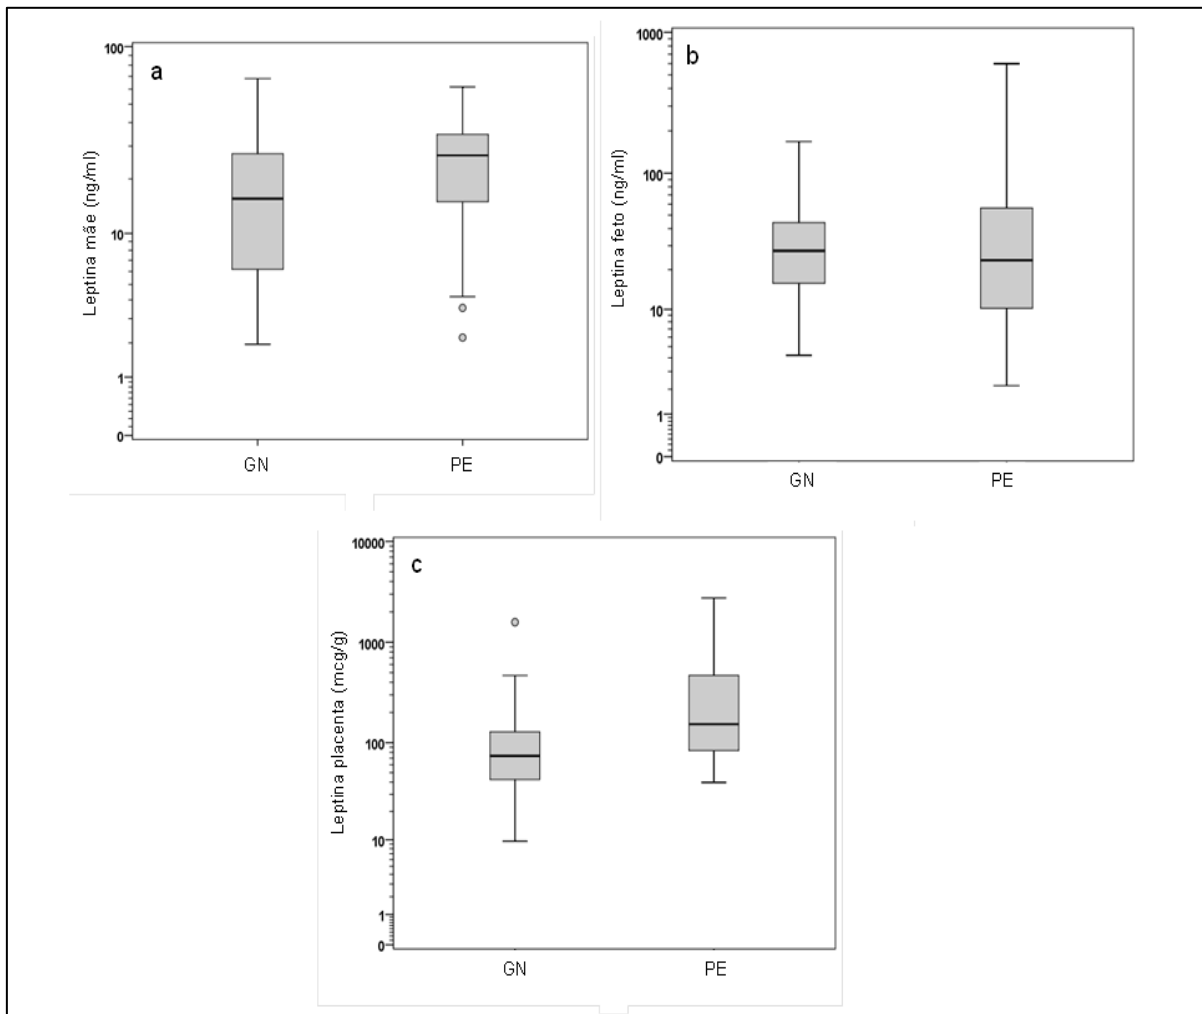 a
Leptina mãe (ng/ml)
100
10
1
0
GN
PE
b
Leptina feto (ng/ml)
1000
100
10
1
0
GN
PE
c
Leptina placenta (mcg/g)
10000
1000
100
10
1
0
GN
PE